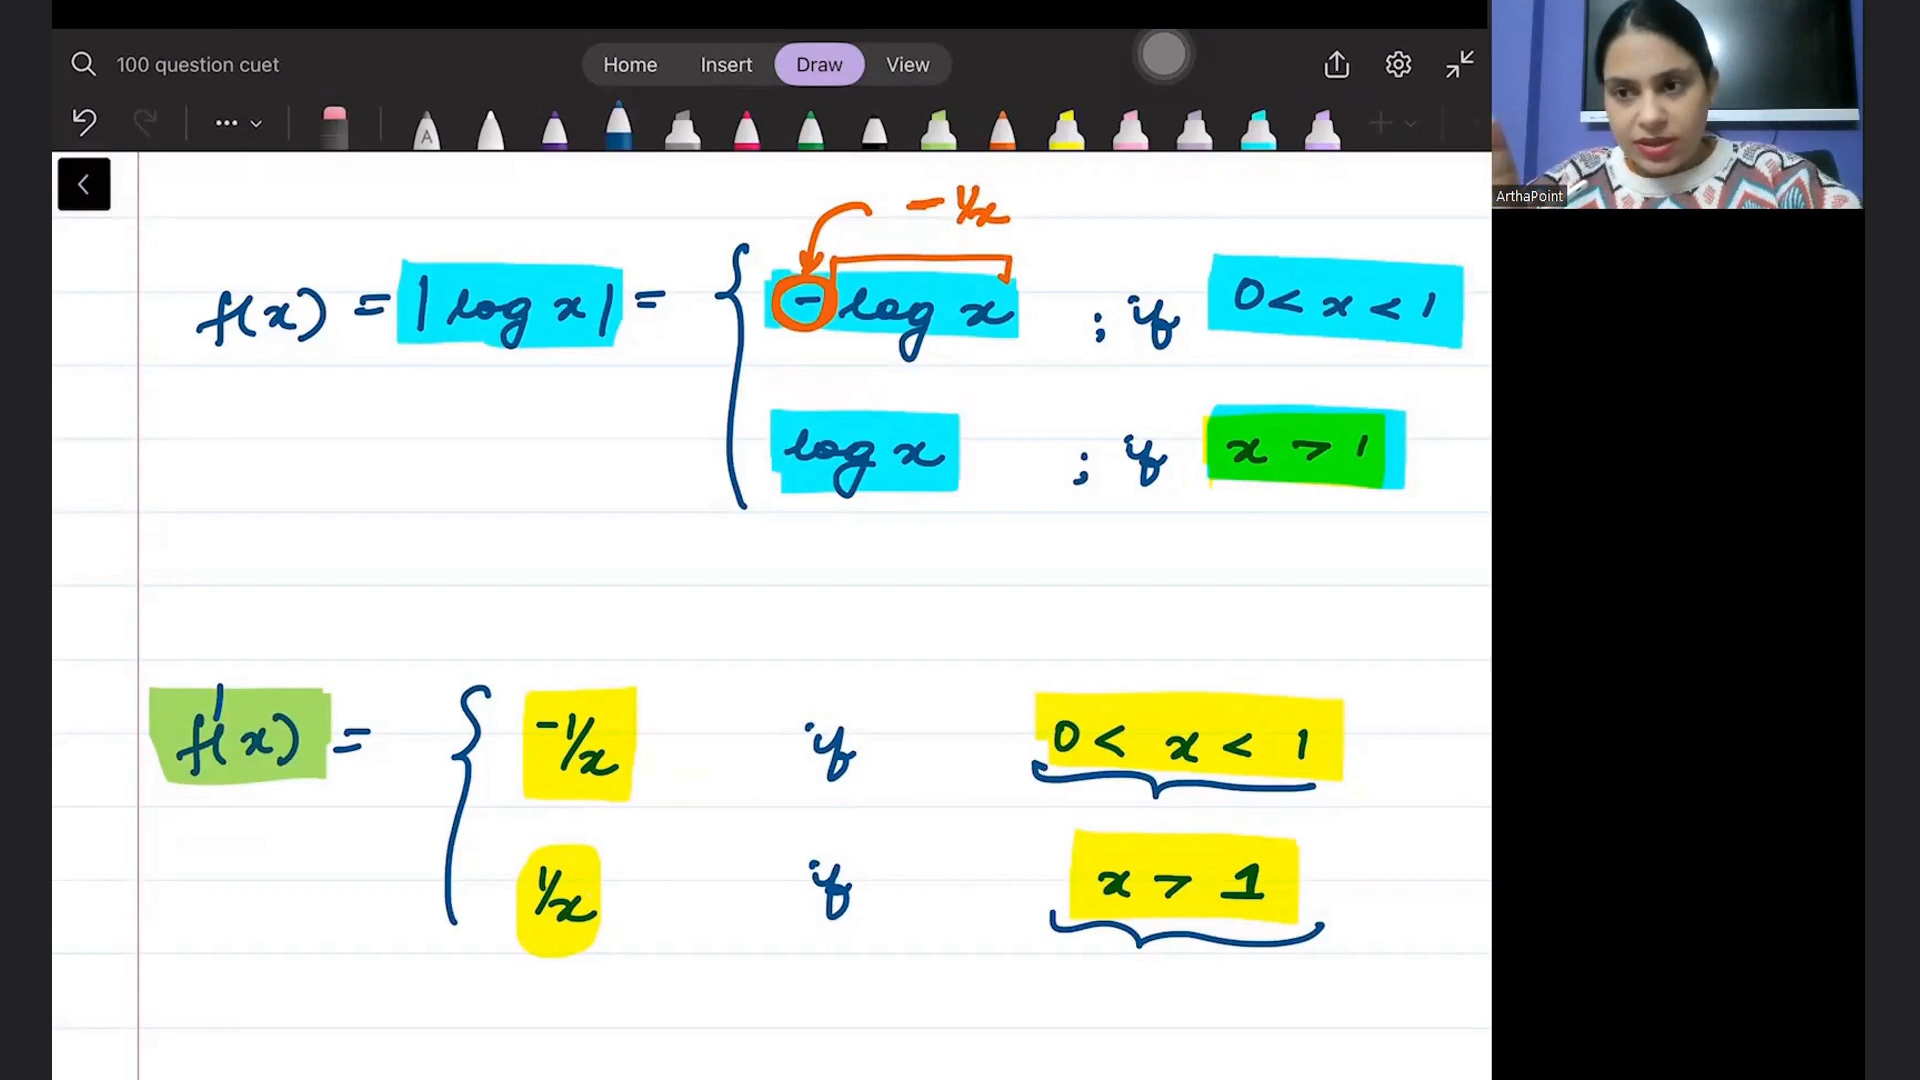 100 question cuet
Home Insert Draw View
A
ArthaPoint
- 1/x
f(x) = | log x | = { - log x ; if 0 < x < 1
log x ; if x > 1
f'(x) = { -1/x if 0 < x < 1
1/x if x > 1